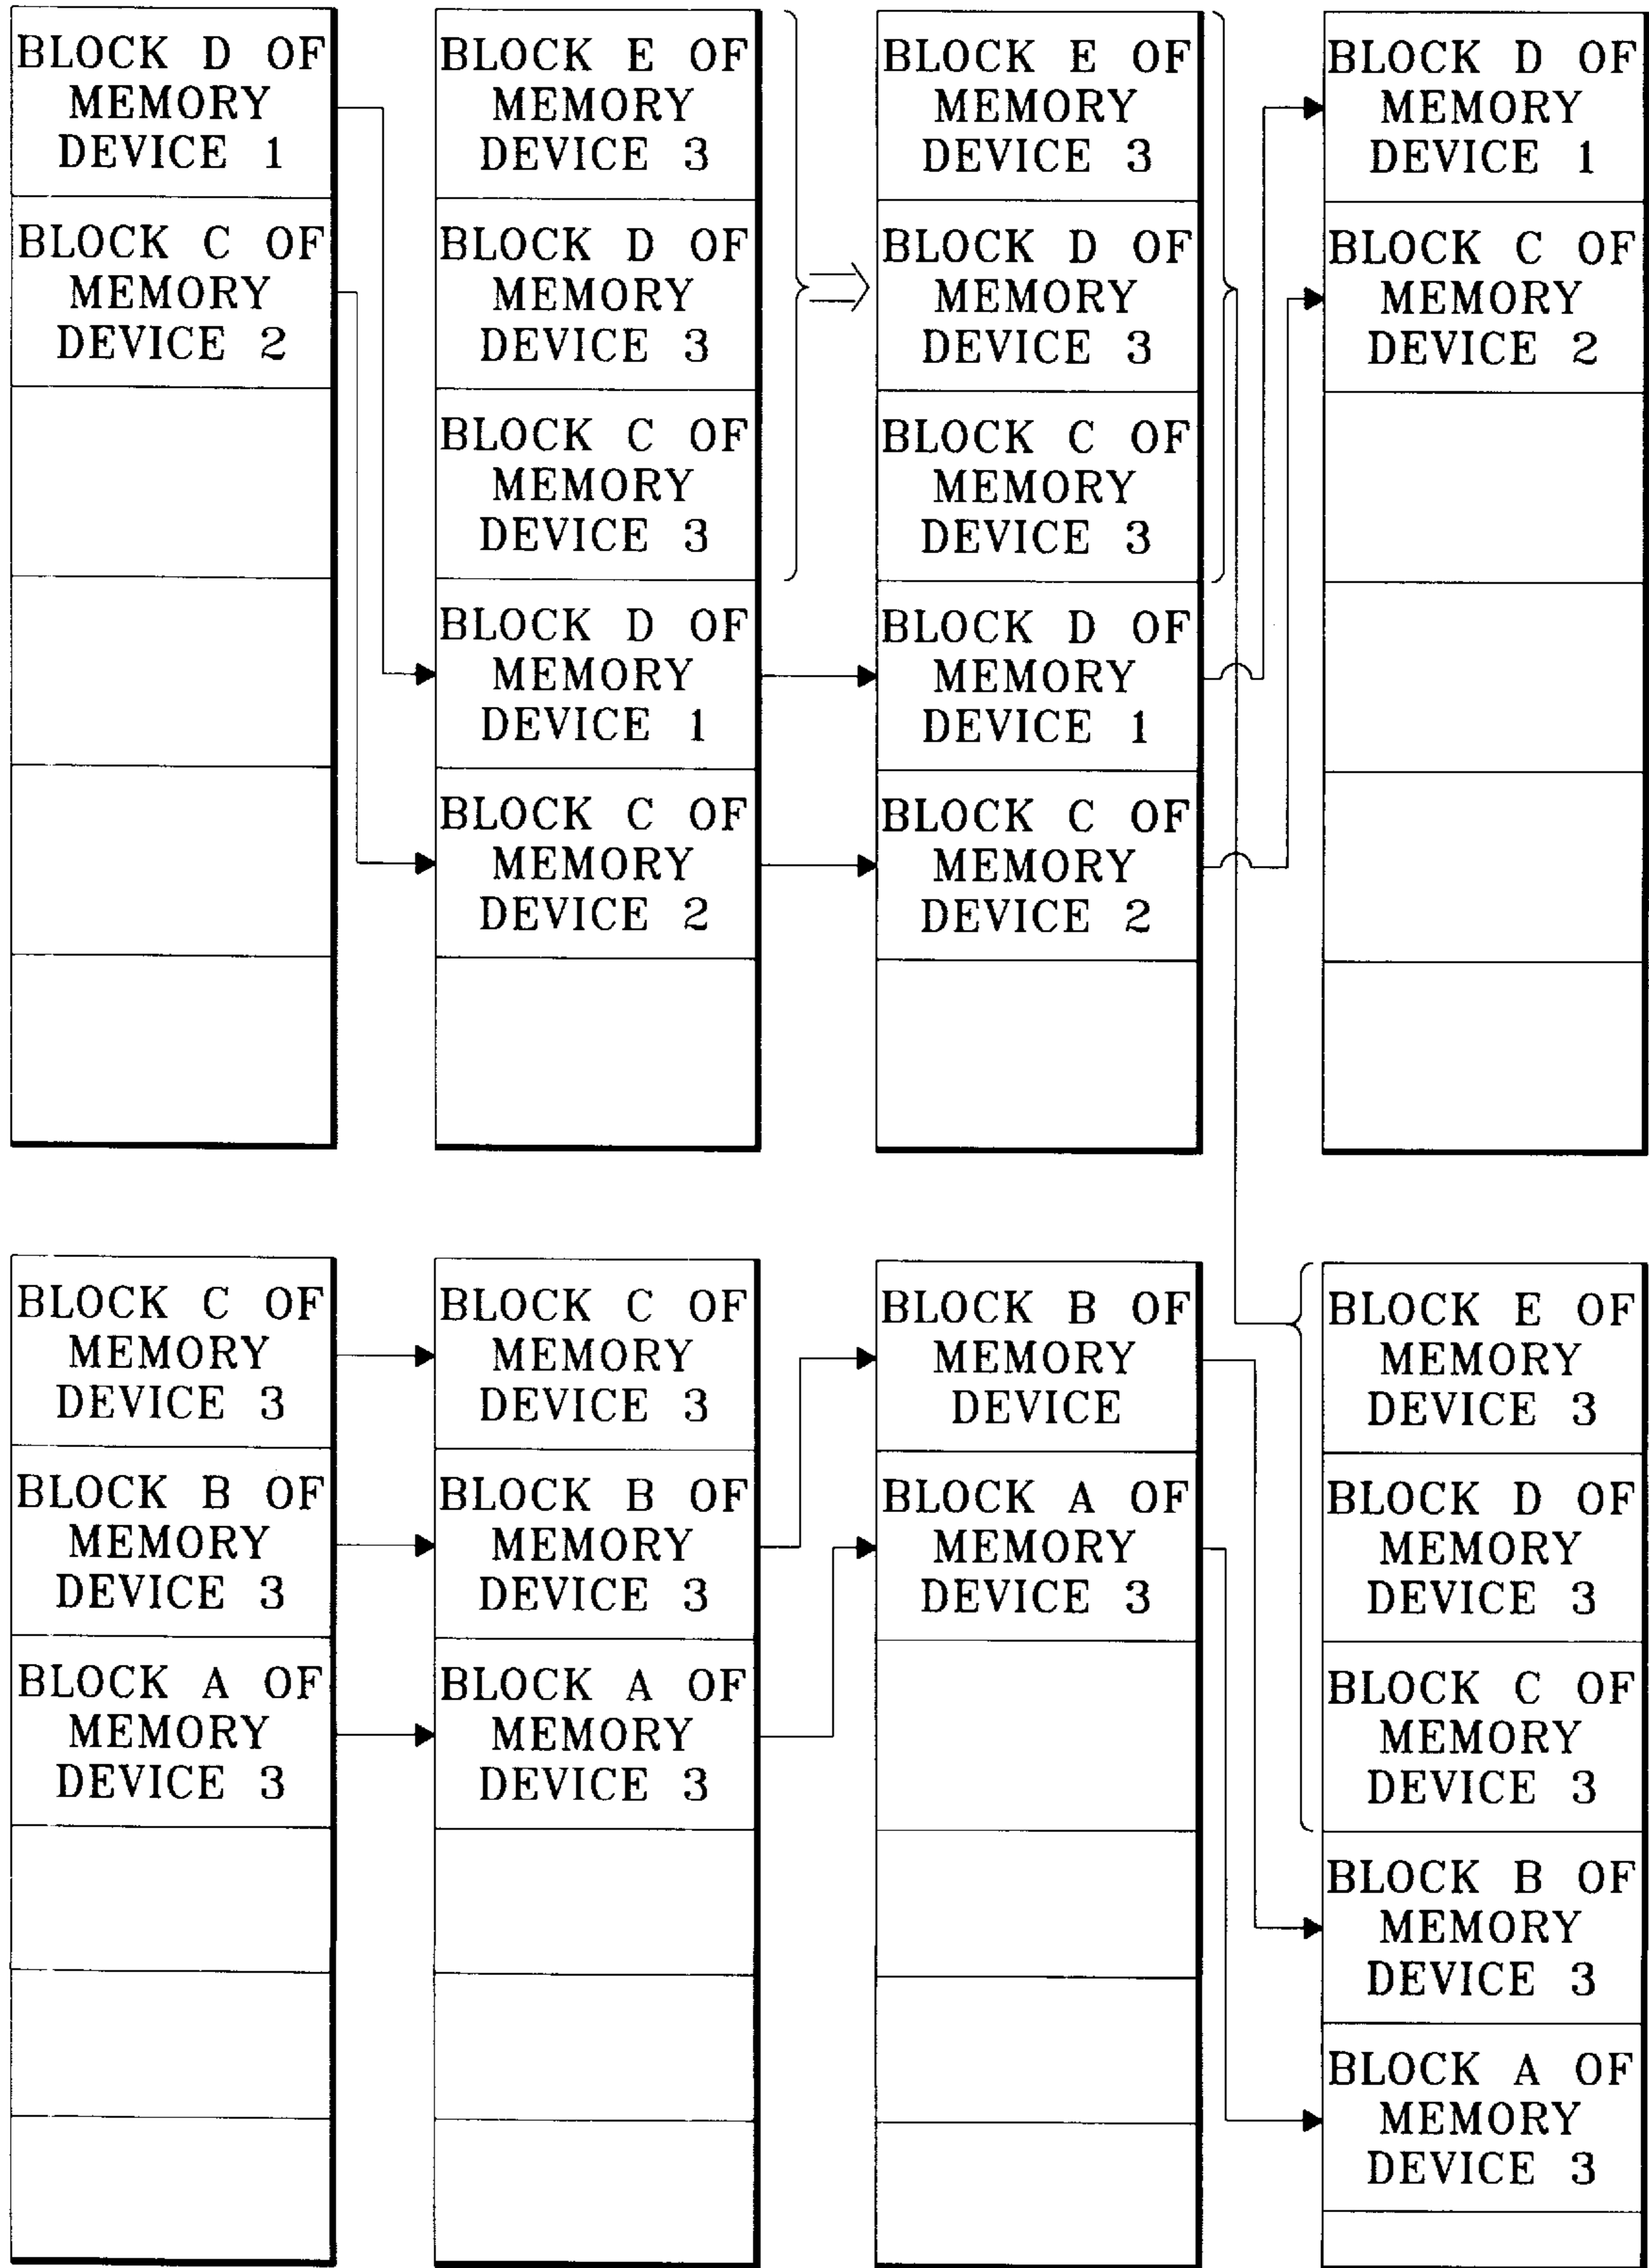 BLOCK D OF
MEMORY
DEVICE 1
BLOCK C OF
MEMORY
DEVICE 2
BLOCK E OF
MEMORY
DEVICE 3
BLOCK D OF
MEMORY
DEVICE 3
BLOCK C OF
MEMORY
DEVICE 3
BLOCK D OF
MEMORY
DEVICE 1
BLOCK C OF
MEMORY
DEVICE 2
BLOCK E OF
MEMORY
DEVICE 3
BLOCK D OF
MEMORY
DEVICE 3
BLOCK C OF
MEMORY
DEVICE 3
BLOCK D OF
MEMORY
DEVICE 1
BLOCK C OF
MEMORY
DEVICE 2
BLOCK D OF
MEMORY
DEVICE 1
BLOCK C OF
MEMORY
DEVICE 2
BLOCK C OF
MEMORY
DEVICE 3
BLOCK B OF
MEMORY
DEVICE 3
BLOCK A OF
MEMORY
DEVICE 3
BLOCK C OF
MEMORY
DEVICE 3
BLOCK B OF
MEMORY
DEVICE 3
BLOCK A OF
MEMORY
DEVICE 3
BLOCK B OF
MEMORY
DEVICE
BLOCK A OF
MEMORY
DEVICE 3
BLOCK E OF
MEMORY
DEVICE 3
BLOCK D OF
MEMORY
DEVICE 3
BLOCK C OF
MEMORY
DEVICE 3
BLOCK B OF
MEMORY
DEVICE 3
BLOCK A OF
MEMORY
DEVICE 3